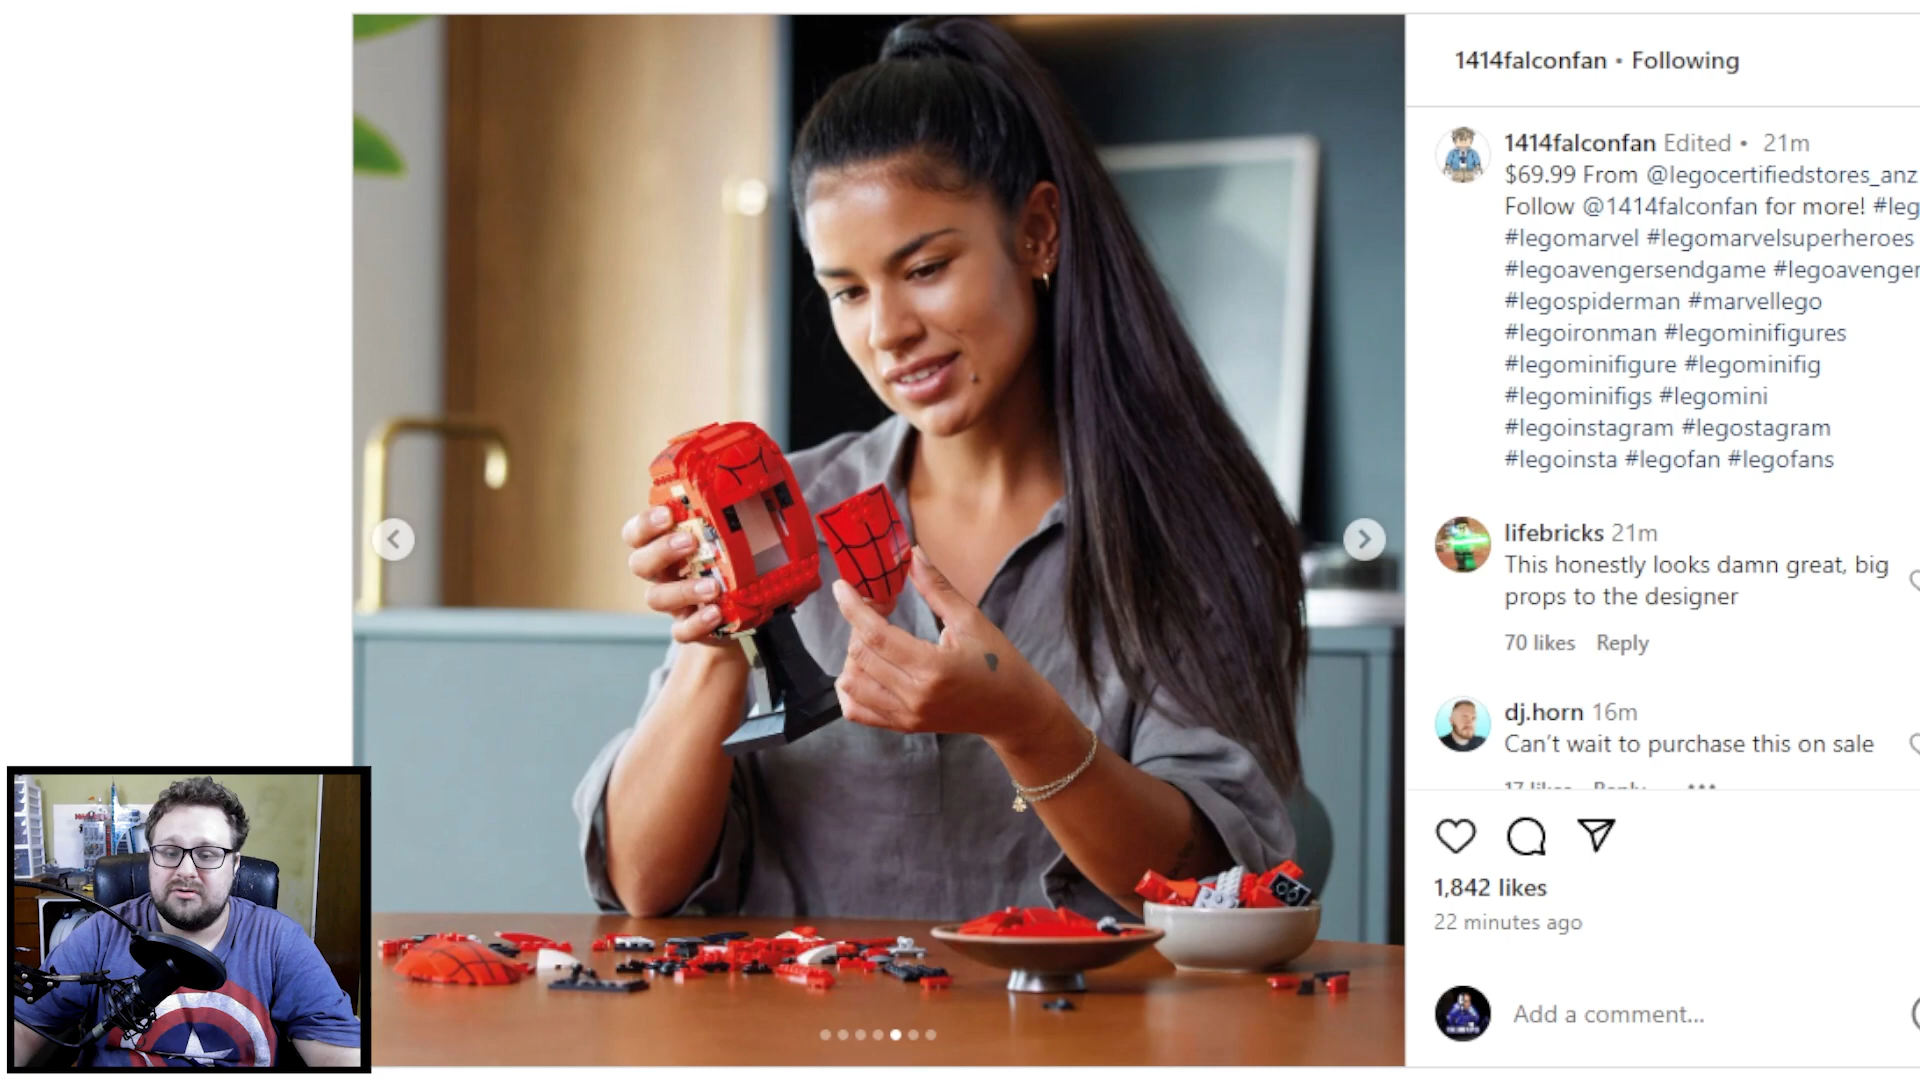 1414falconfan • Following
1414falconfan Edited • 21m
$69.99 From @legocertifiedstores_anz
Follow @1414falconfan for more! #leg
#legomarvel #legomarvelsuperheroes
#legoavengersendgame #legoavenger
#legospiderman #marvellego
#legoironman #legominifigures
#legominifigure #legominifig
#legominifigs #legomini
#legoinstagram #legostagram
#legoinsta #legofan #legofans
lifebricks 21m
This honestly looks damn great, big
props to the designer
70 likes Reply
dj.horn 16m
Can't wait to purchase this on sale
17 likes Reply •••
1,842 likes
22 minutes ago
Add a comment...